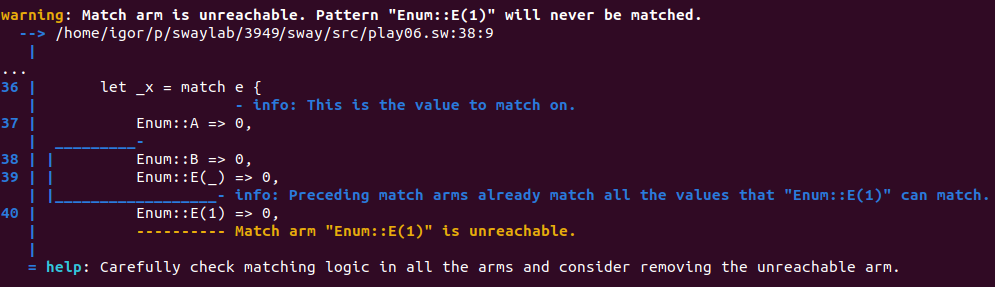 warning: Match arm is unreachable. Pattern "Enum::E(1)" will never be matched.
  --> /home/igor/p/swaylab/3949/sway/src/play06.sw:38:9
   |
...
36 |       let _x = match e {
   |                      - info: This is the value to match on.
37 |           Enum::A => 0,
   |  _________-
38 | |         Enum::B => 0,
39 | |         Enum::E(_) => 0,
   | |__________________- info: Preceding match arms already match all the values that "Enum::E(1)" can match.
40 |           Enum::E(1) => 0,
   |           ---------- Match arm "Enum::E(1)" is unreachable.
   |
   = help: Carefully check matching logic in all the arms and consider removing the unreachable arm.